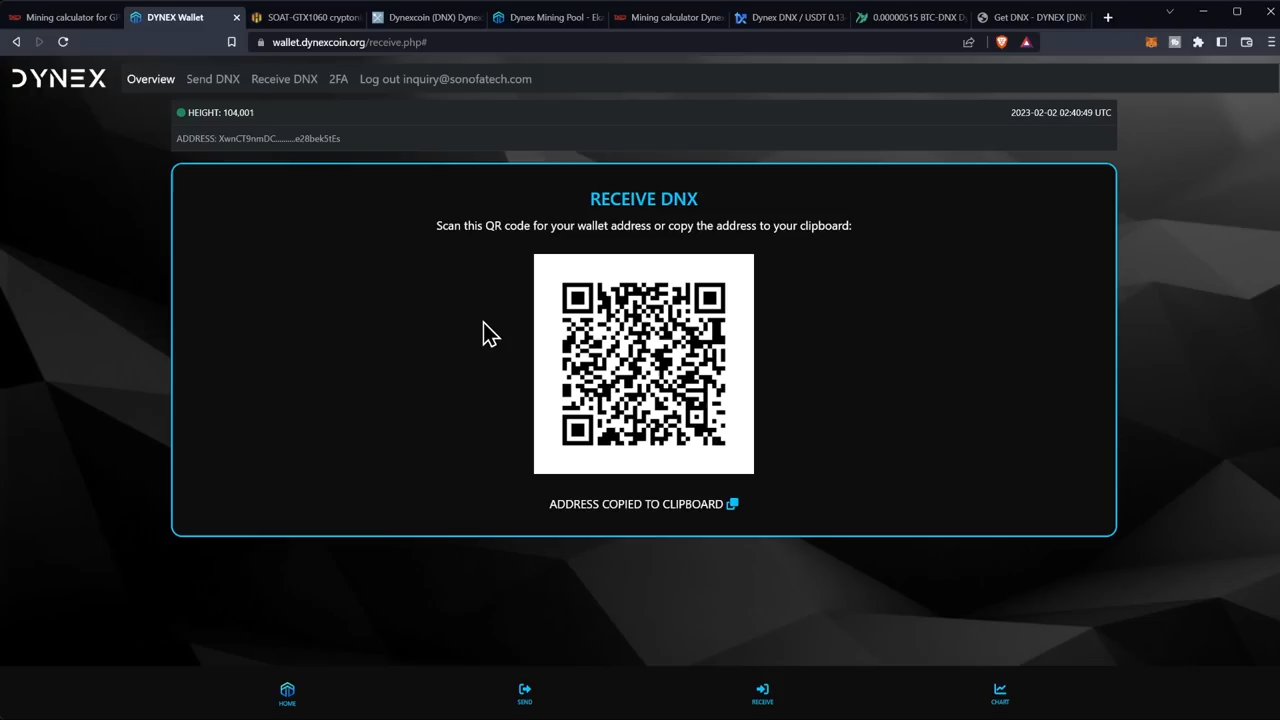 Mining calculator for GP
DYNEX Wallet
SOAT-GTX1060 cryptoni
Dynexcoin (DNX) Dyne
Dynex Mining Pool - Eka
Mining calculator Dyne
Dynex DNX / USDT 0.13
0.00000515 BTC-DNX D
Get DNX - DYNEX [DNX
wallet.dynexcoin.org/receive.php#
DYNEX
Overview
Send DNX
Receive DNX
2FA
Log out inquiry@sonofatech.com
HEIGHT: 104,001
2023-02-02 02:40:49 UTC
ADDRESS: XwnCT9nmDC.........e28bek5tEs
RECEIVE DNX
Scan this QR code for your wallet address or copy the address to your clipboard:
ADDRESS COPIED TO CLIPBOARD
HOME
SEND
RECEIVE
CHART